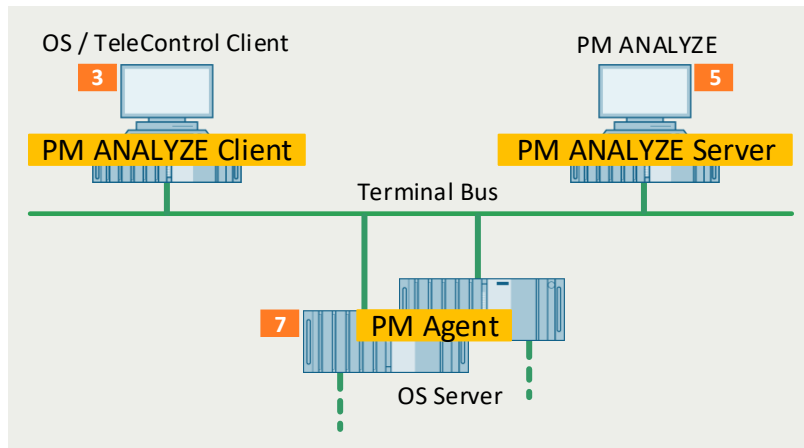 OS / TeleControl Client
PM ANALYZE
3
5
PM ANALYZE Client
PM ANALYZE Server
Terminal Bus
7
PM Agent
OS Server